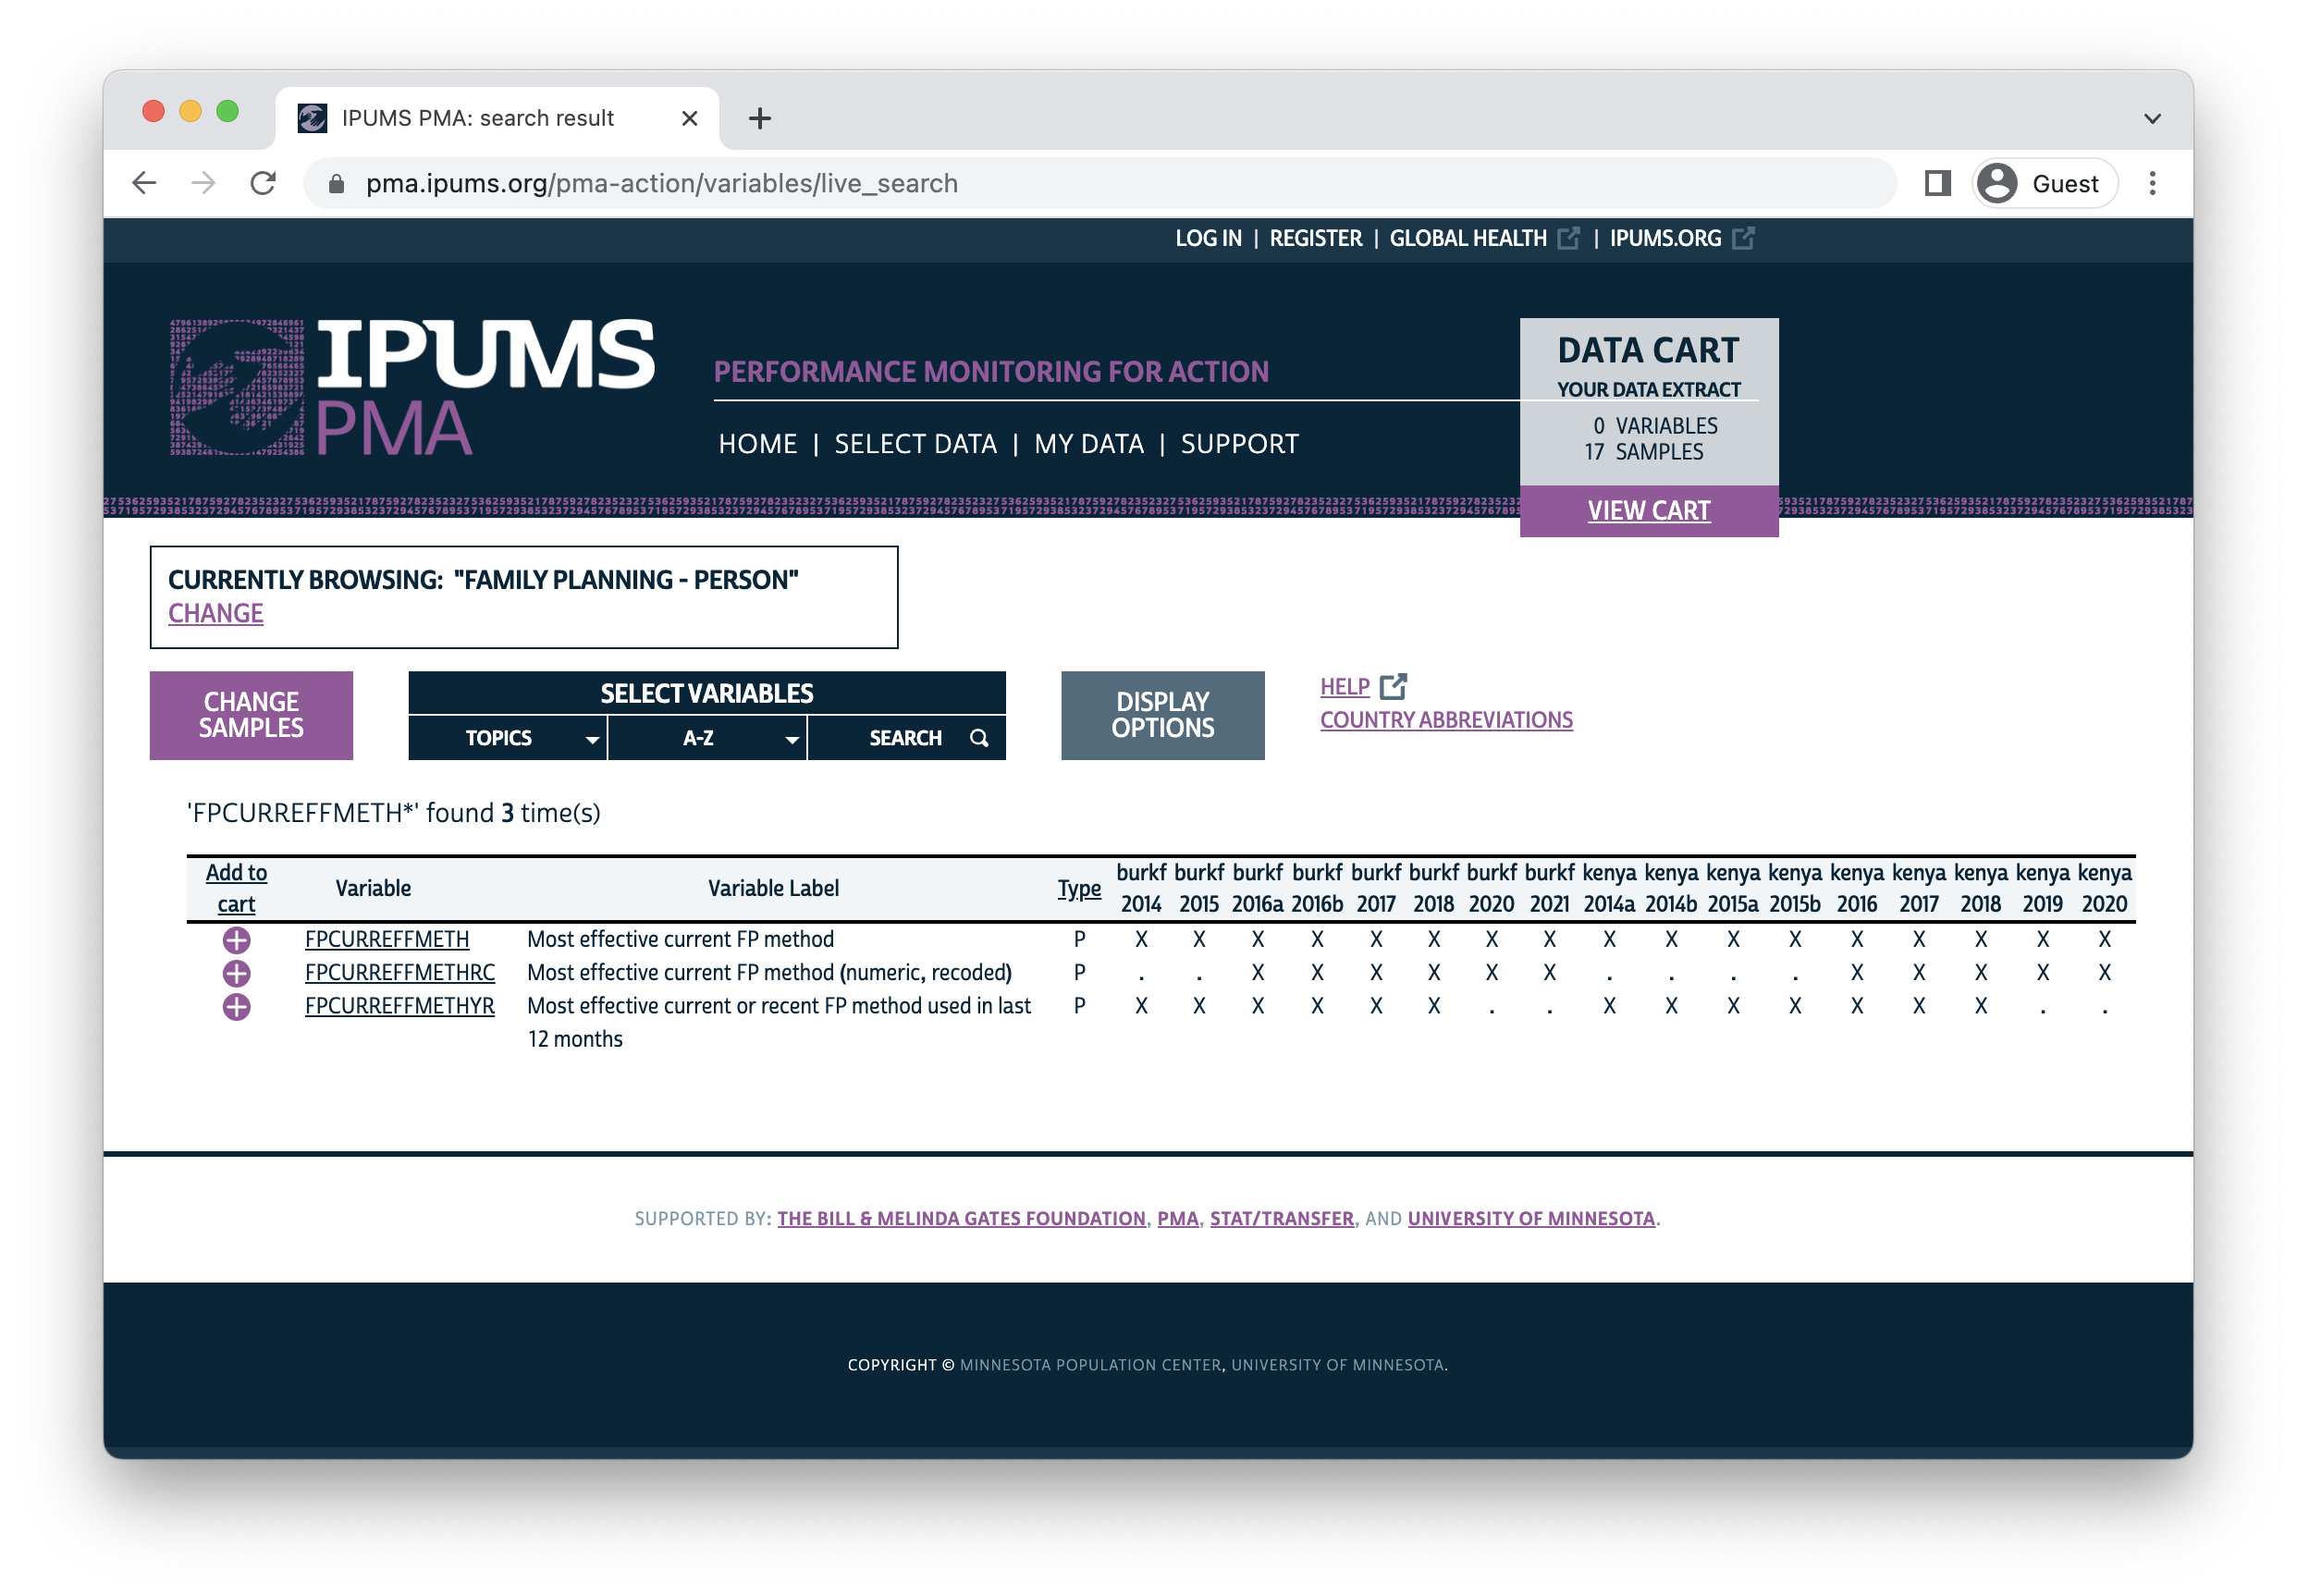 IPUMS PMA: search result
pma.ipums.org/pma-action/variables/live_search
Guest
LOG IN | REGISTER | GLOBAL HEALTH | IPUMS.ORG
IPUMS
PMA
PERFORMANCE MONITORING FOR ACTION
HOME | SELECT DATA | MY DATA | SUPPORT
DATA CART
YOUR DATA EXTRACT
0 VARIABLES
17 SAMPLES
VIEW CART
CURRENTLY BROWSING: "FAMILY PLANNING - PERSON"
CHANGE
CHANGE
SAMPLES
SELECT VARIABLES
TOPICS
A-Z
SEARCH
DISPLAY
OPTIONS
HELP
COUNTRY ABBREVIATIONS
'FPCURREFFMETH*' found 3 time(s)
Add to cart Variable Variable Label Type burkf 2014 burkf 2015 burkf 2016a burkf 2016b burkf 2017 burkf 2018 burkf 2020 burkf 2021 kenya 2014a kenya 2014b kenya 2015a kenya 2015b kenya 2016 kenya 2017 kenya 2018 kenya 2019 kenya 2020
FPCURREFFMETH Most effective current FP method P X X X X X X X X X X X X X X X X X
FPCURREFFMETHRC Most effective current FP method (numeric, recoded) P . . X X X X X X . . . . X X X X X
FPCURREFFMETHYR Most effective current or recent FP method used in last P X X X X X X . . X X X X X X X . .
12 months
SUPPORTED BY: THE BILL & MELINDA GATES FOUNDATION, PMA, STAT/TRANSFER, AND UNIVERSITY OF MINNESOTA.
COPYRIGHT © MINNESOTA POPULATION CENTER, UNIVERSITY OF MINNESOTA.